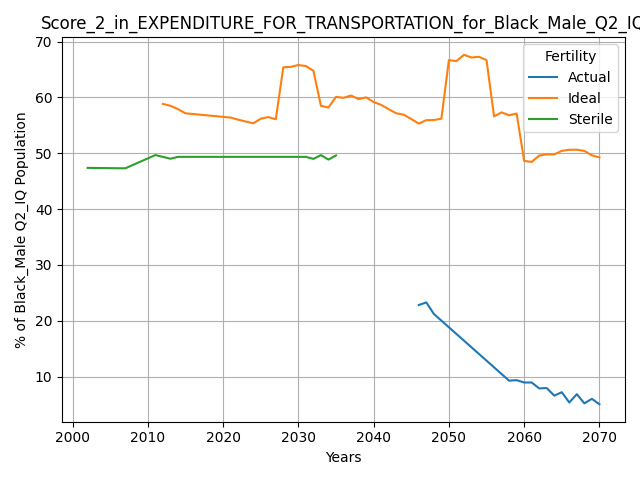 Score_2_in_EXPENDITURE_FOR_TRANSPORTATION_for_Black_Male_Q2_IQ
% of Black_Male Q2_IQ Population
70
60
50
40
30
20
10
Fertility
Actual
Ideal
Sterile
2000 2010 2020 2030 2040 2050 2060 2070
Years